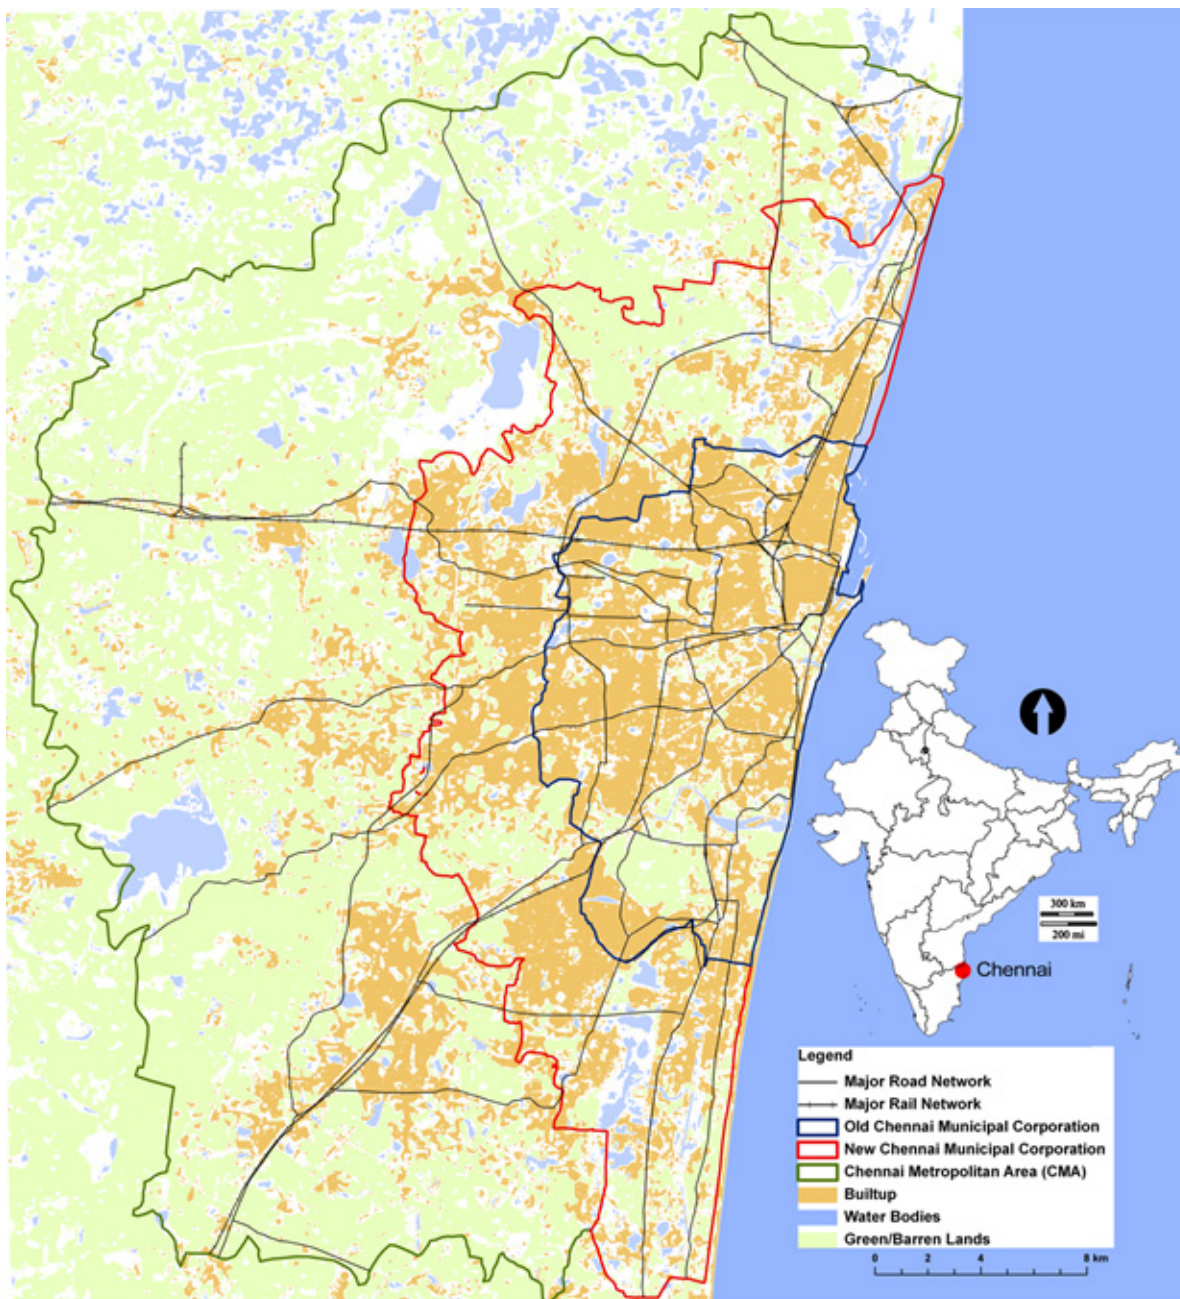 300 km
200 mi
Chennai
Legend
Major Road Network
Major Rail Network
Old Chennai Municipal Corporation
New Chennai Municipal Corporation
Chennai Metropolitan Area (CMA)
Builtup
Water Bodies
Green/Barren Lands
0 2 4 8 km